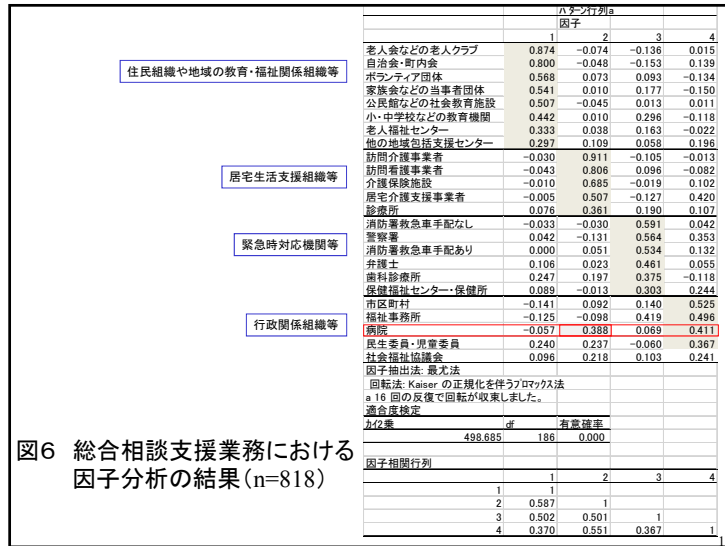 パターン行列a
因子
1 2 3 4
老人会などの老人クラブ 0.874 -0.074 -0.136 0.015
自治会・町内会 0.800 -0.048 -0.153 0.139
ボランティア団体 0.568 0.073 0.093 -0.134
家族会などの当事者団体 0.541 0.010 0.177 -0.150
公民館などの社会教育施設 0.507 -0.045 0.013 0.011
小・中学校などの教育機関 0.442 0.010 0.296 -0.118
老人福祉センター 0.333 0.038 0.163 -0.022
他の地域包括支援センター 0.297 0.109 0.058 0.196
住民組織や地域の教育・福祉関係組織等
訪問介護事業者 -0.030 0.911 -0.105 -0.013
訪問看護事業者 -0.043 0.806 0.096 -0.082
介護保険施設 -0.010 0.685 -0.019 0.102
居宅介護支援事業者 -0.005 0.507 -0.127 0.420
診療所 0.076 0.361 0.190 0.107
居宅生活支援組織等
消防署救急車手配なし -0.033 -0.030 0.591 0.042
警察署 0.042 -0.131 0.564 0.353
消防署救急車手配あり 0.000 0.051 0.534 0.132
弁護士 0.106 0.023 0.461 0.055
歯科診療所 0.247 0.197 0.375 -0.118
保健福祉センター・保健所 0.089 -0.013 0.303 0.244
緊急時対応機関等
市区町村 -0.141 0.092 0.140 0.525
福祉事務所 -0.125 -0.098 0.419 0.496
病院 -0.057 0.388 0.069 0.411
民生委員・児童委員 0.240 0.237 -0.060 0.367
社会福祉協議会 0.096 0.218 0.103 0.241
行政関係組織等
因子抽出法: 最尤法
回転法: Kaiser の正規化を伴うプロマックス法
a 16 回の反復で回転が収束しました。
適合度検定
カイ2乗 df 有意確率
498.685 186 0.000
因子相関行列
1 2 3 4
1 1
2 0.587 1
3 0.502 0.501 1
4 0.370 0.551 0.367 1
図6 総合相談支援業務における
因子分析の結果(n=818)